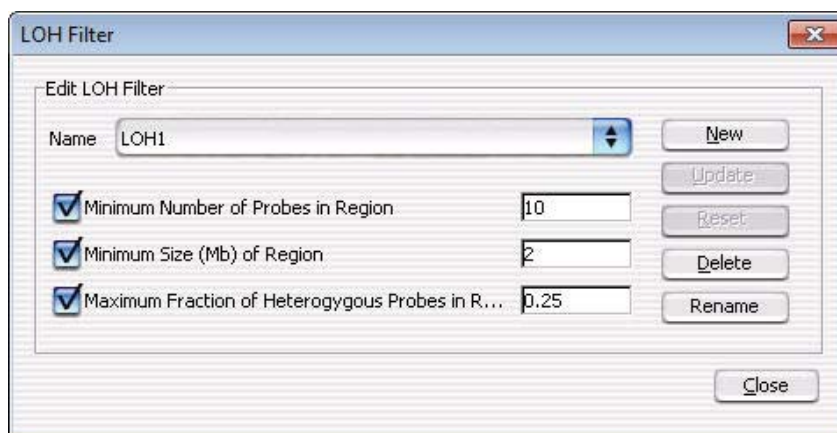 LOH Filter
Edit LOH Filter
Name LOH1
New
Update
Minimum Number of Probes in Region 10
Reset
Minimum Size (Mb) of Region 2
Delete
Maximum Fraction of Heterogygous Probes in R... 0.25
Rename
Close